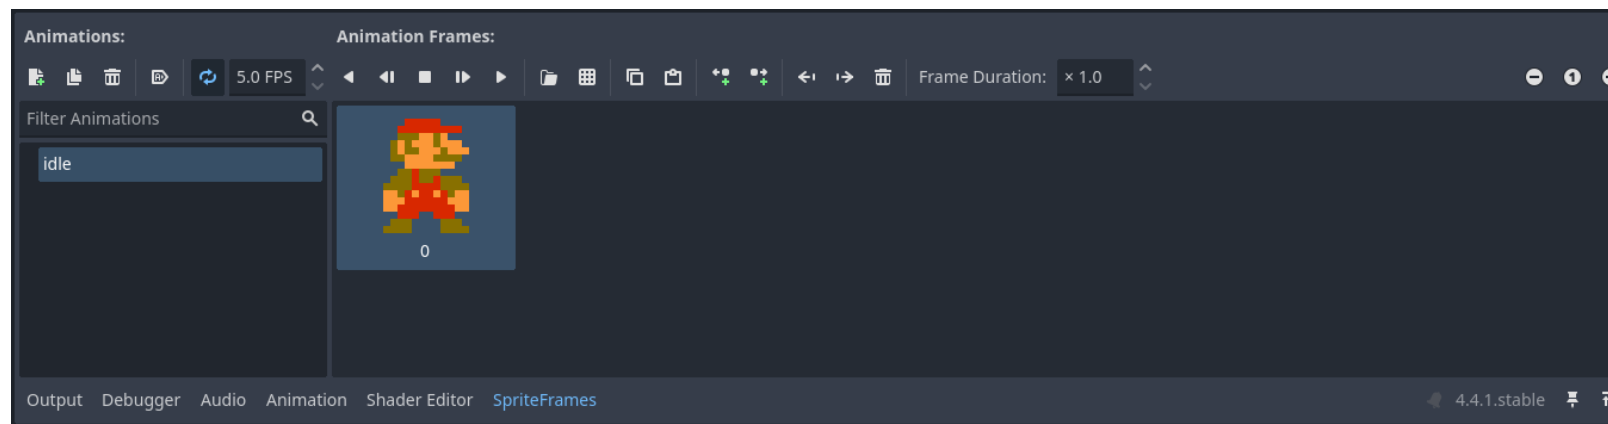 Animations:
Animation Frames:
5.0 FPS
Frame Duration:
× 1.0
1
Filter Animations
idle
0
Output
Debugger
Audio
Animation
Shader Editor
SpriteFrames
4.4.1.stable